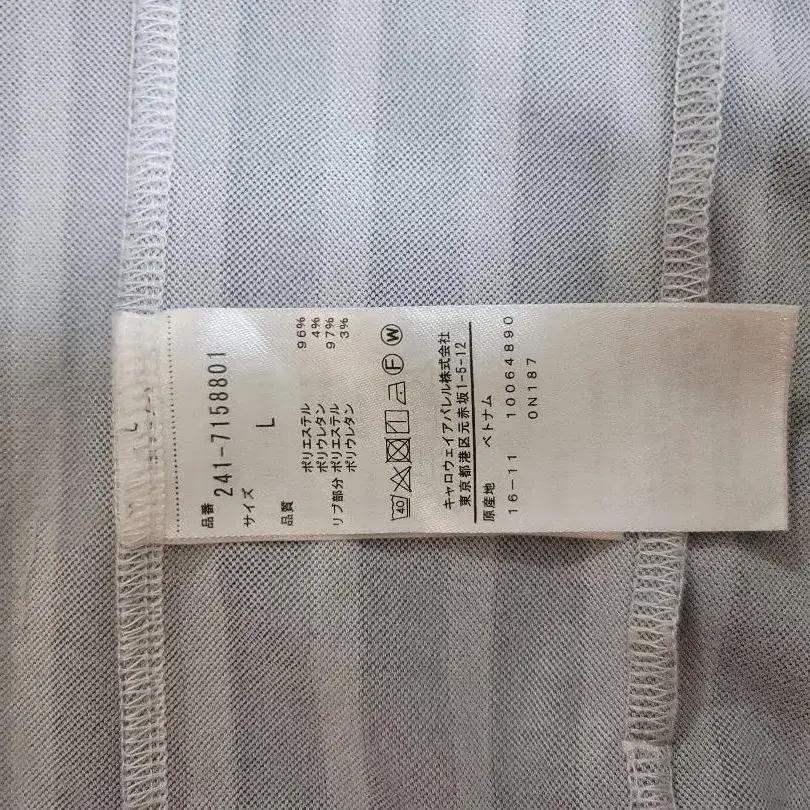 品番
241-7158801
サイズ
L
品質
ポリエステル 96%
ポリウレタン 4%
リブ部分 ポリエステル 97%
ポリウレタン 3%
40 F W
キャロウェイアパレル株式会社
東京都港区元赤坂1-5-12
原産地 ベトナム
16-11 10064890
0N187